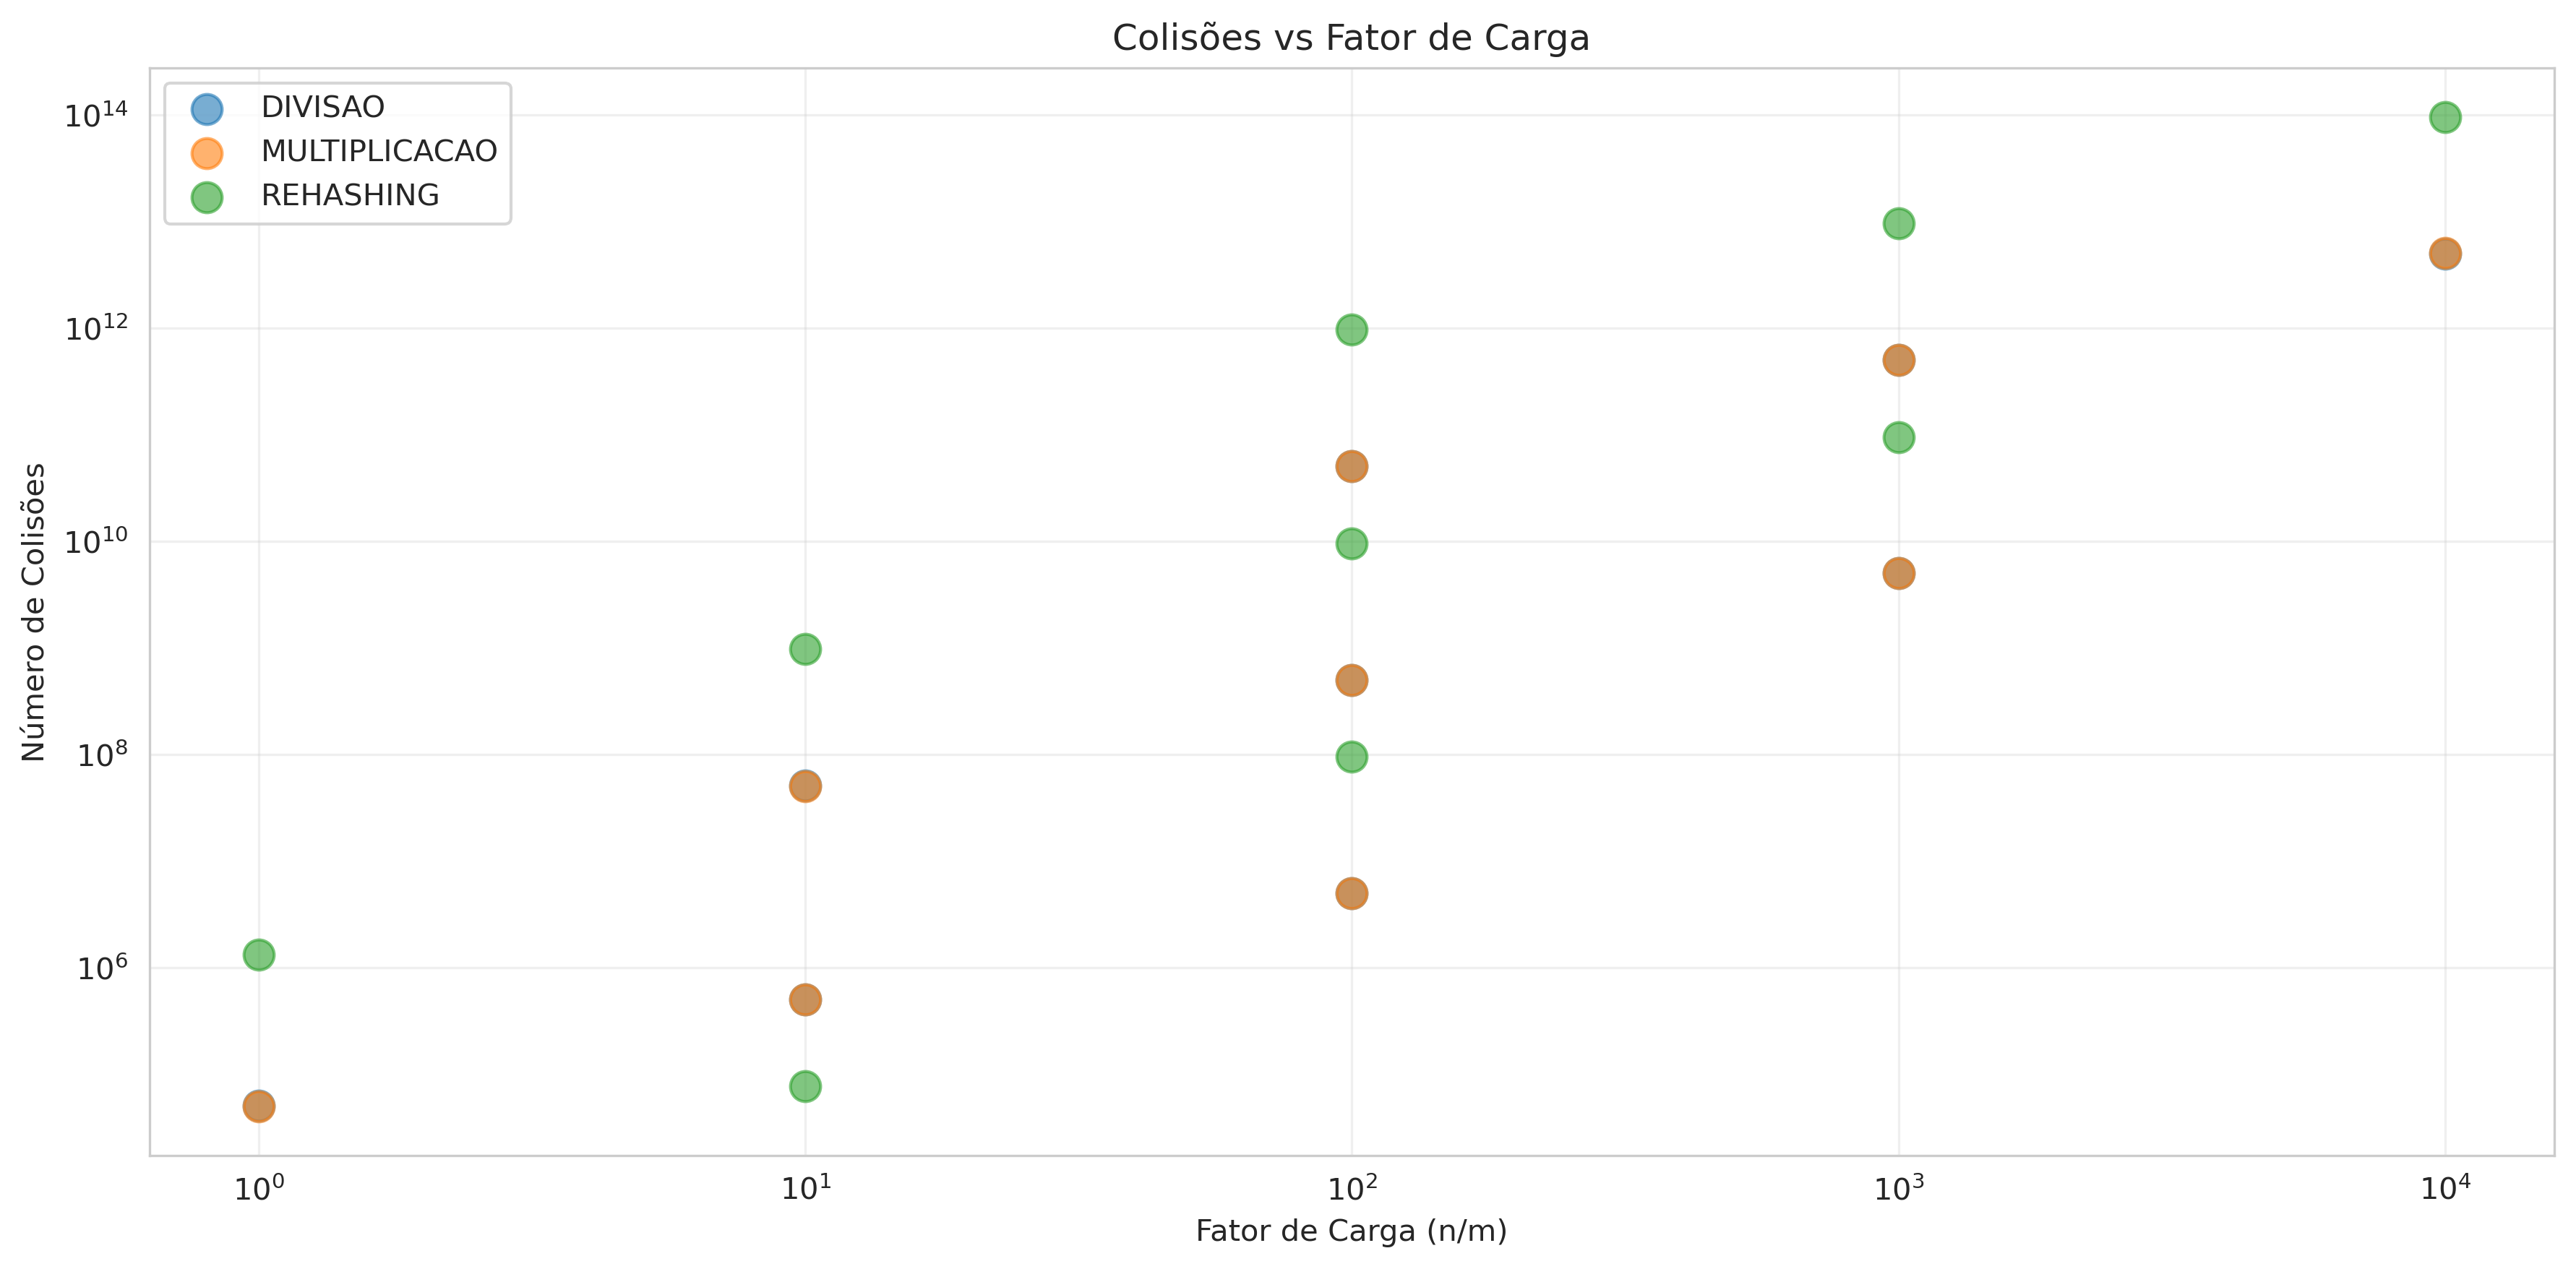 Colisões vs Fator de Carga
DIVISAO
MULTIPLICACAO
REHASHING
Número de Colisões
10¹⁴
10¹²
10¹⁰
10⁸
10⁶
10⁰ 10¹ 10² 10³ 10⁴
Fator de Carga (n/m)